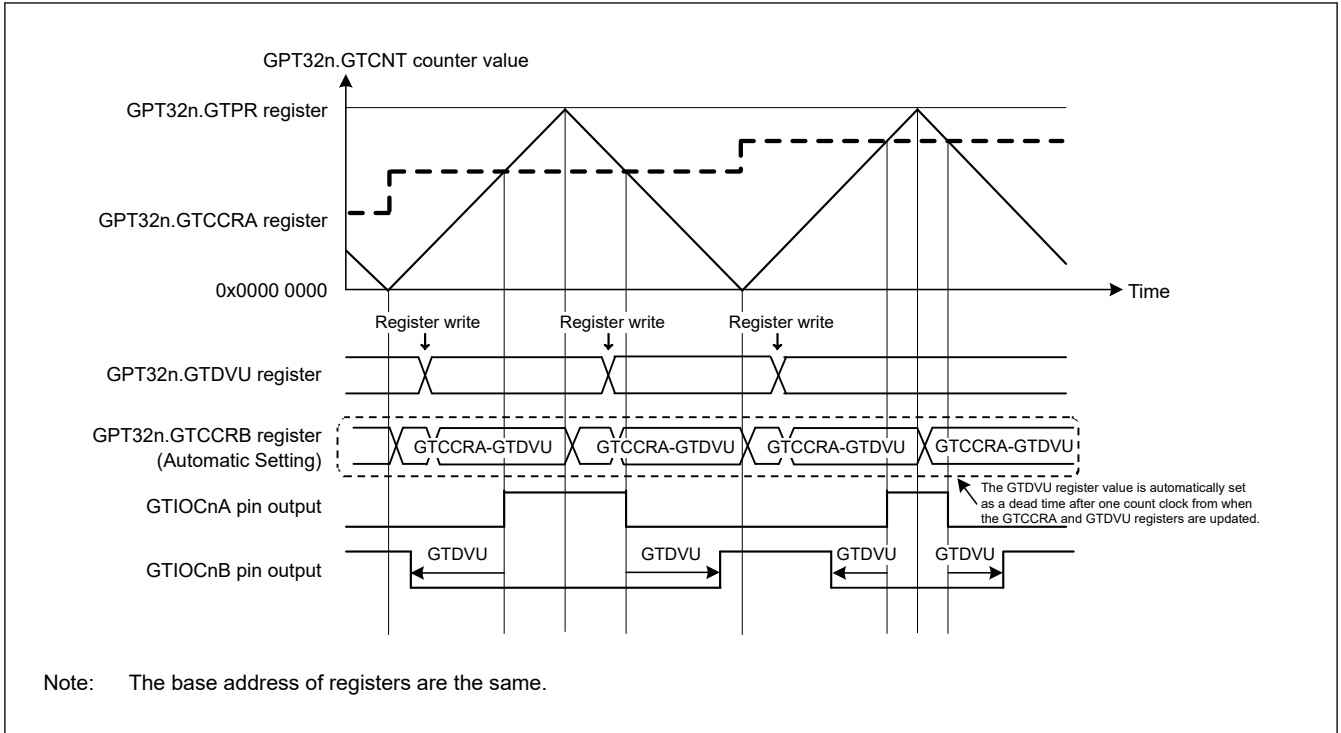 GPT32n.GTCNT counter value
GPT32n.GTPR register
GPT32n.GTCCRA register
0x0000 0000
Time
Register write
Register write
Register write
GPT32n.GTDVU register
GPT32n.GTCCRB register
(Automatic Setting)
GTCCRA-GTDVU
GTCCRA-GTDVU
GTCCRA-GTDVU
GTCCRA-GTDVU
The GTDVU register value is automatically set
as a dead time after one count clock from when
the GTCCRA and GTDVU registers are updated.
GTIOCnA pin output
GTIOCnB pin output
GTDVU
GTDVU
GTDVU
GTDVU
Note: The base address of registers are the same.